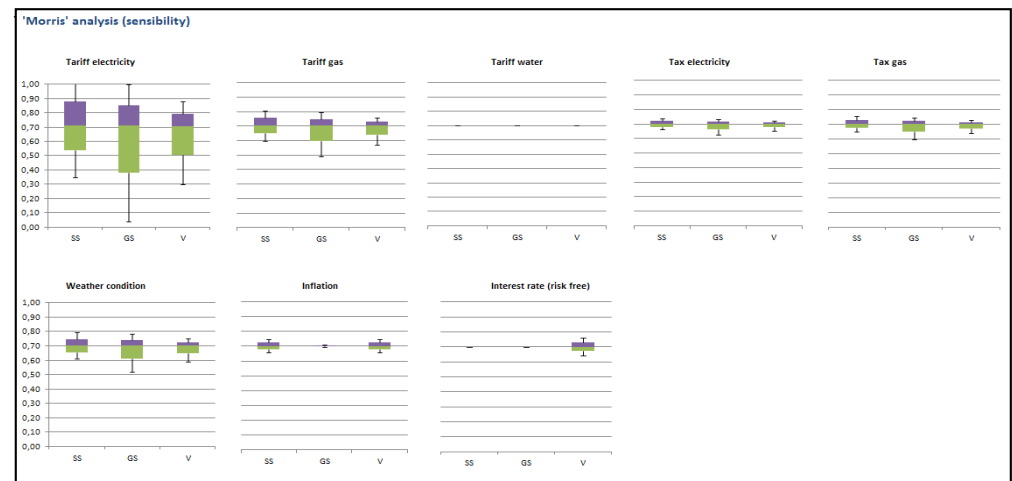 'Morris' analysis (sensibility)
Tariff electricity
Tariff gas
Tariff water
Tax electricity
Tax gas
1,00
0,90
0,80
0,70
0,60
0,50
0,40
0,30
0,20
0,10
0,00
SS GS V
SS GS V
SS GS V
SS GS V
SS GS V
Weather condition
Inflation
Interest rate (risk free)
1,00
0,90
0,80
0,70
0,60
0,50
0,40
0,30
0,20
0,10
0,00
SS GS V
SS GS V
SS GS V